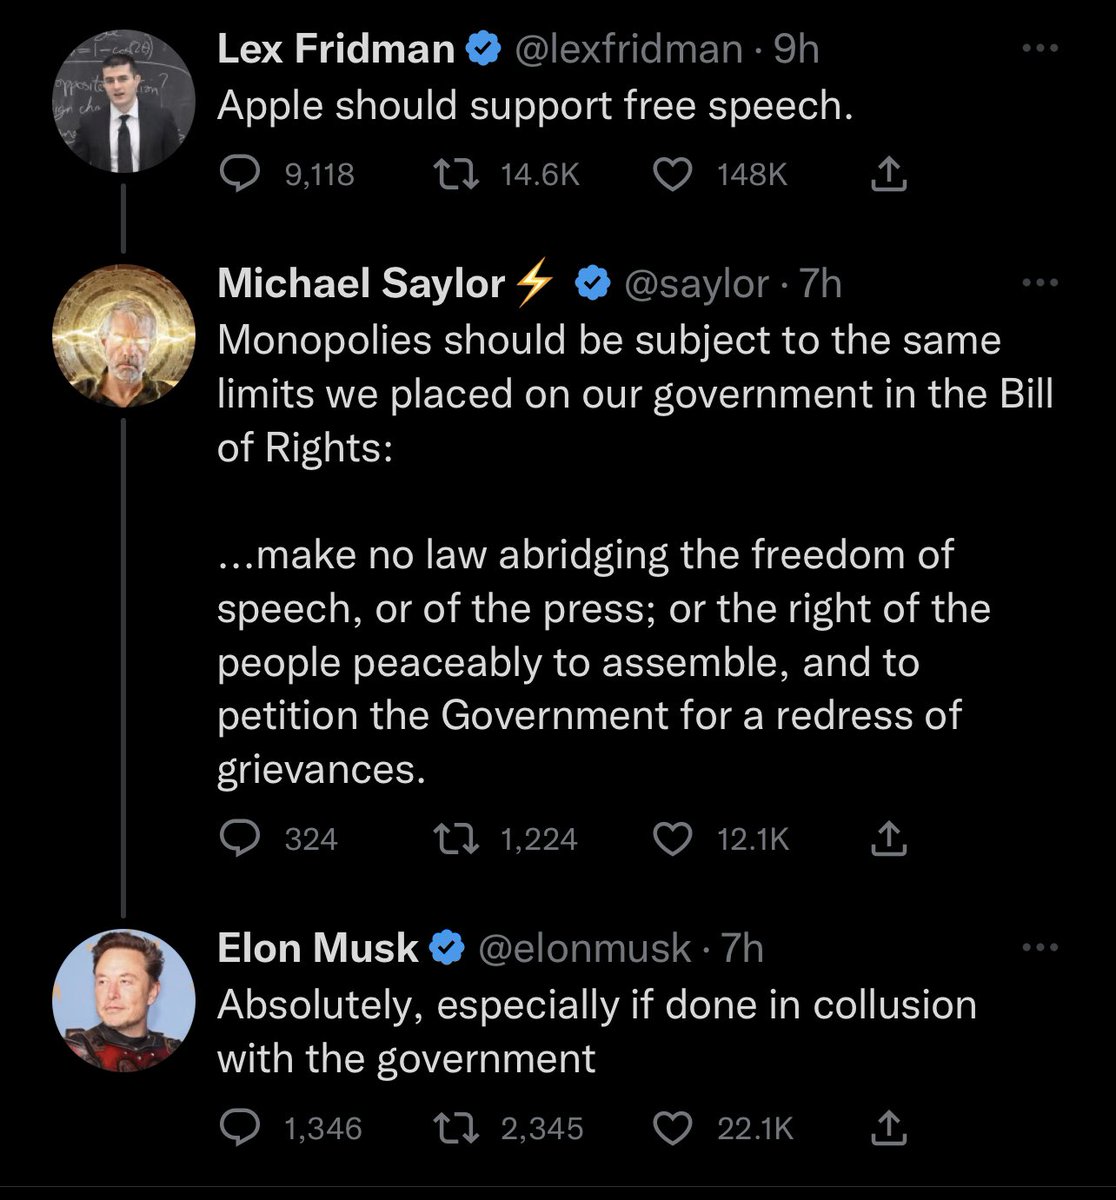 Lex Fridman @lexfridman · 9h
Apple should support free speech.
9,118 14.6K 148K
Michael Saylor⚡ @saylor · 7h
Monopolies should be subject to the same
limits we placed on our government in the Bill
of Rights:
...make no law abridging the freedom of
speech, or of the press; or the right of the
people peaceably to assemble, and to
petition the Government for a redress of
grievances.
324 1,224 12.1K
Elon Musk @elonmusk · 7h
Absolutely, especially if done in collusion
with the government
1,346 2,345 22.1K